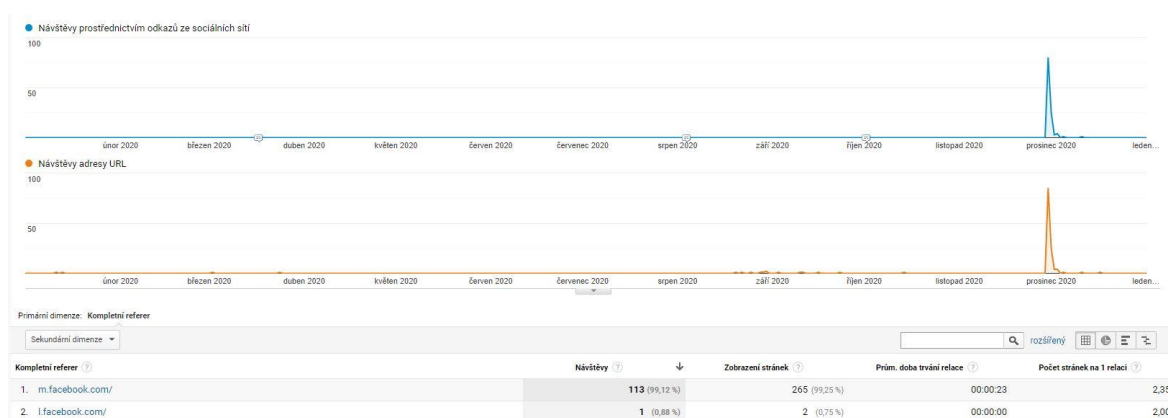 Návštěvy prostřednictvím odkazů ze sociálních sítí
100
50
únor 2020 březen 2020 duben 2020 květen 2020 červen 2020 červenec 2020 srpen 2020 září 2020 říjen 2020 listopad 2020 prosinec 2020 leden...
Návštěvy adresy URL
100
50
únor 2020 březen 2020 duben 2020 květen 2020 červen 2020 červenec 2020 srpen 2020 září 2020 říjen 2020 listopad 2020 prosinec 2020 leden...
Primární dimenze: Kompletní referer
Sekundární dimenze rozšířený
Kompletní referer ? Návštěvy ? Zobrazení stránek ? Prům. doba trvání relace ? Počet stránek na 1 relaci ?
1. m.facebook.com/ 113 (99,12 %) 265 (99,25 %) 00:00:23 2,35
2. l.facebook.com/ 1 (0,88 %) 2 (0,75 %) 00:00:00 2,00